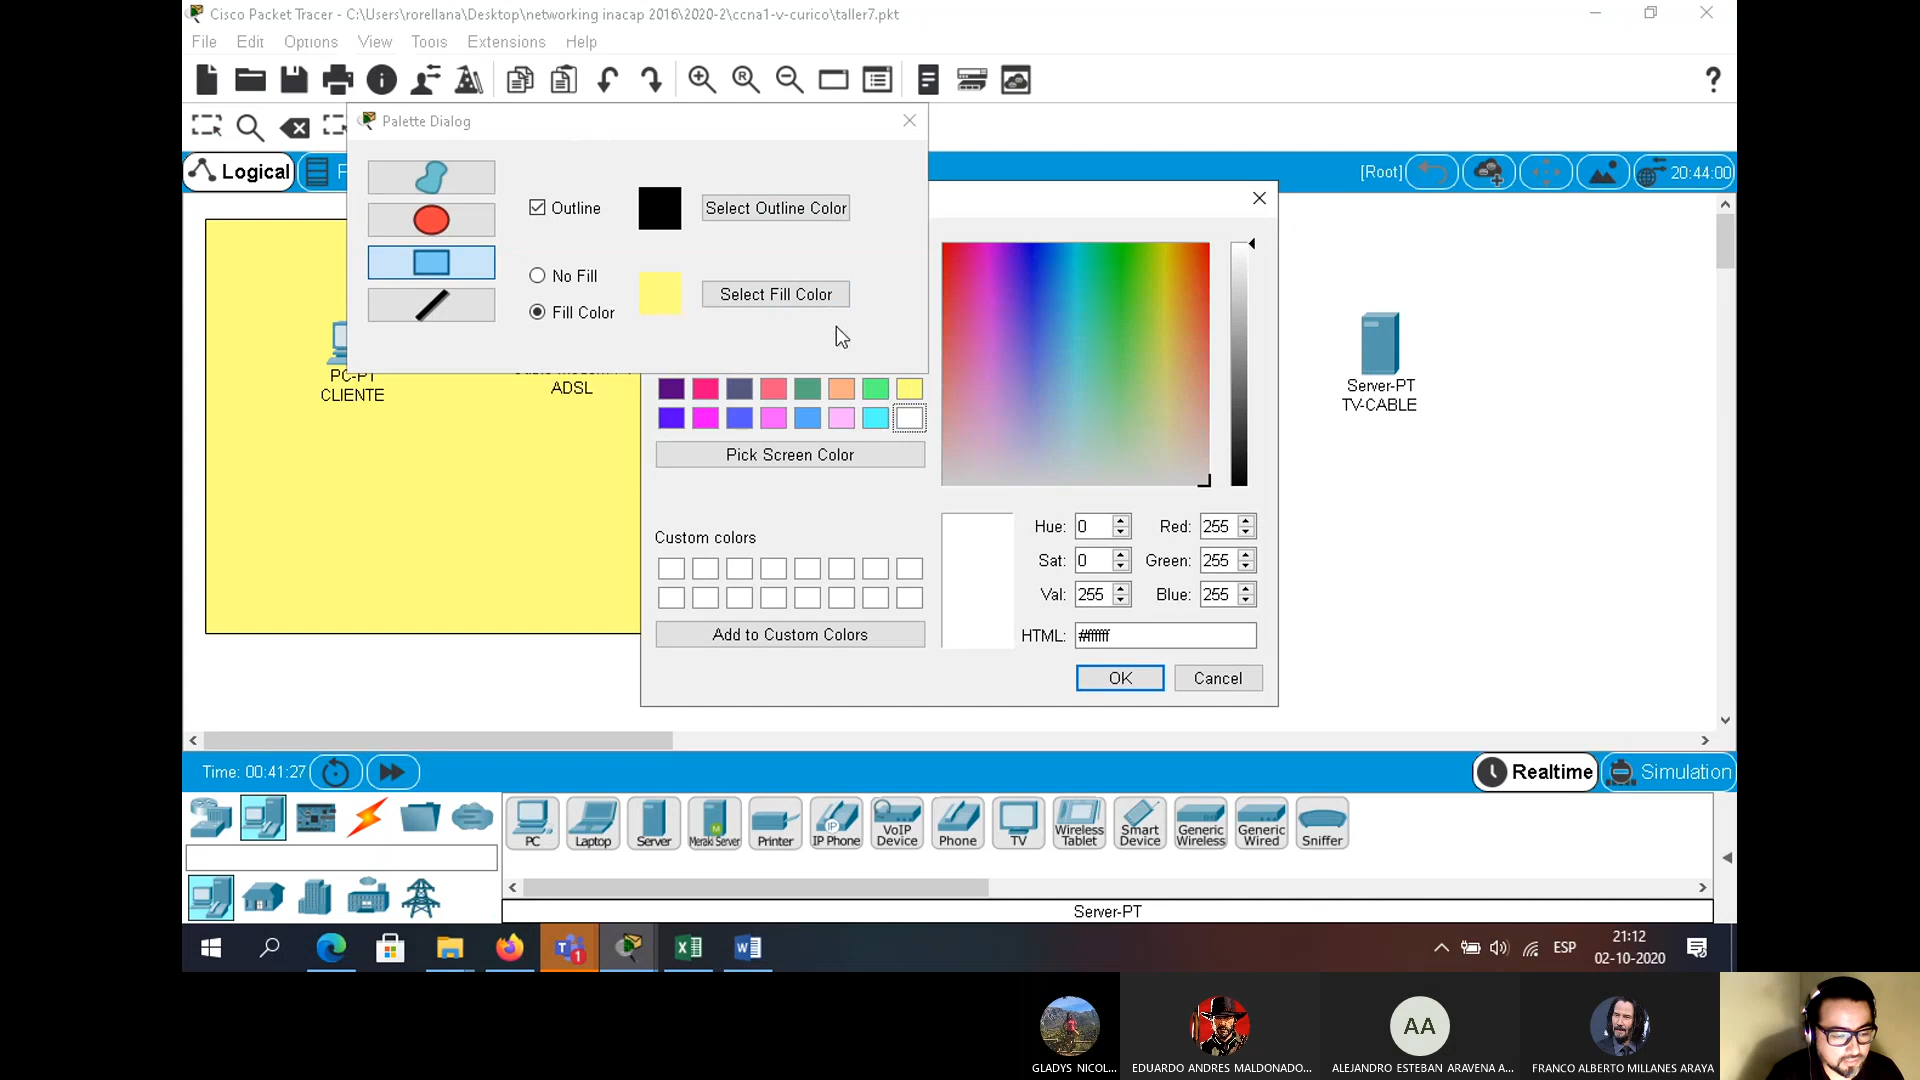 Cisco Packet Tracer - C:\Users\rorellana\Desktop\networking inacap 2016\2020-2\ccna1-v-curico\taller7.pkt
File Edit Options View Tools Extensions Help
Palette Dialog
Logical
[Root]
20:44:00
Outline
Select Outline Color
No Fill
Select Fill Color
Fill Color
PC-PT
CLIENTE
ADSL
Server-PT
TV-CABLE
Pick Screen Color
Custom colors
Add to Custom Colors
Hue: 0 Red: 255
Sat: 0 Green: 255
Val: 255 Blue: 255
HTML: #ffffff
OK Cancel
Time: 00:41:27
Realtime Simulation
PC
Laptop
Server
Meraki Server
Printer
IP
IP Phone
VoIP
Device
Phone
TV
Wireless
Tablet
Smart
Device
Generic
Wireless
Generic
Wired
Sniffer
Server-PT
1
ESP
21:12
02-10-2020
AA
GLADYS NICOL...
EDUARDO ANDRES MALDONADO...
ALEJANDRO ESTEBAN ARAVENA A...
FRANCO ALBERTO MILLANES ARAYA